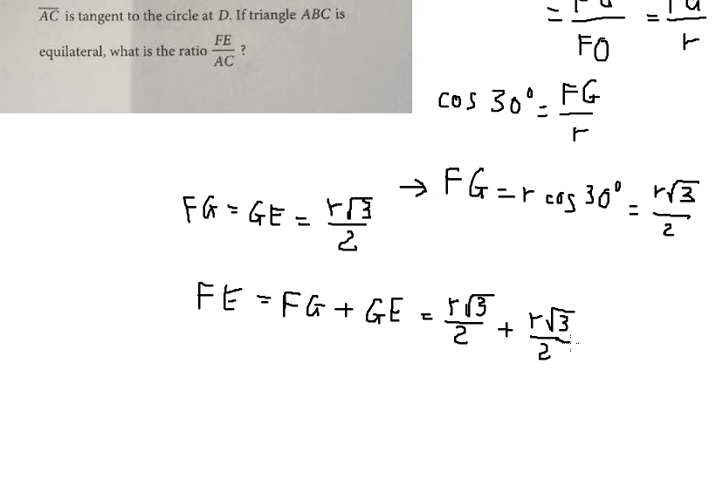 AC is tangent to the circle at D. If triangle ABC is
equilateral, what is the ratio FE/AC ?
= FG/FO = FG/r
cos 30° = FG/r
→ FG = r cos 30° = r√3/2
FG = GE = r√3/2
FE = FG + GE = r√3/2 + r√3/2